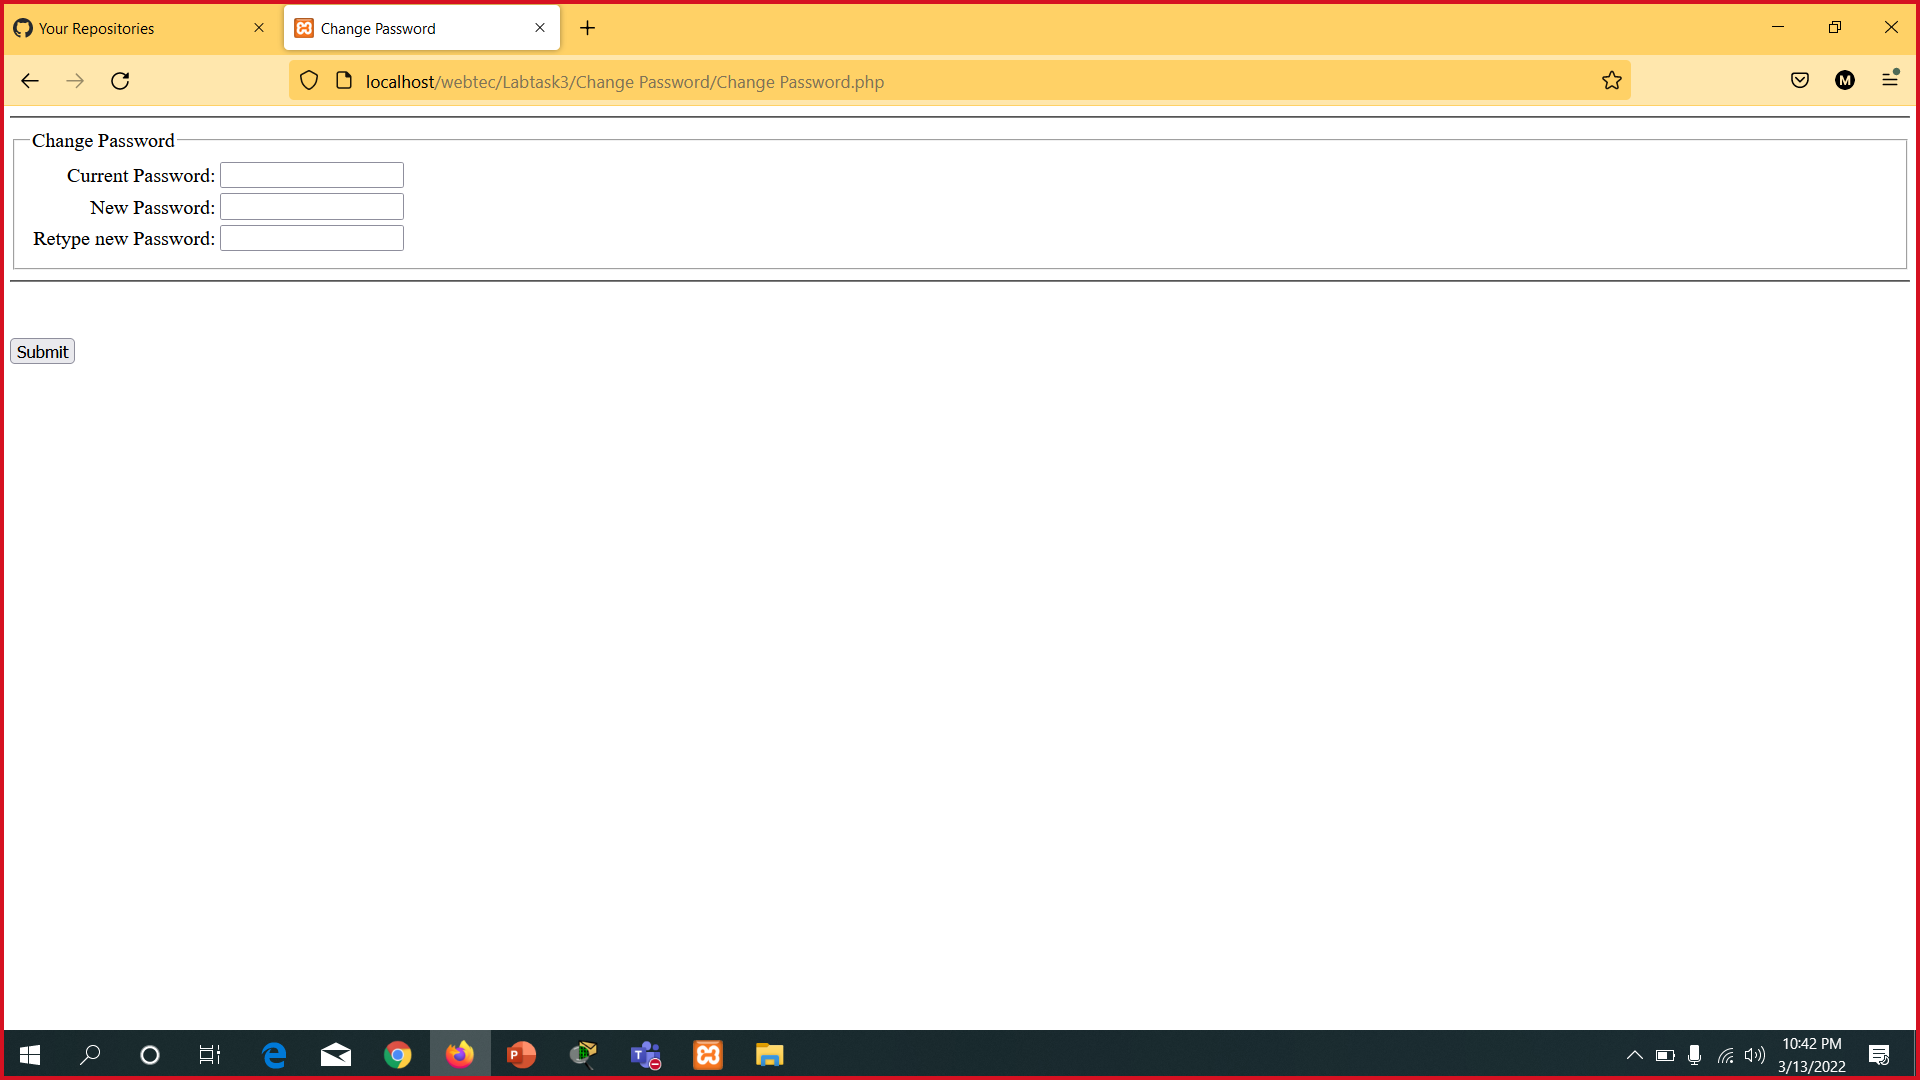 Your Repositories
Change Password
localhost/webtec/Labtask3/Change Password/Change Password.php
M
Change Password
Current Password:
New Password:
Retype new Password:
Submit
10:42 PM
3/13/2022